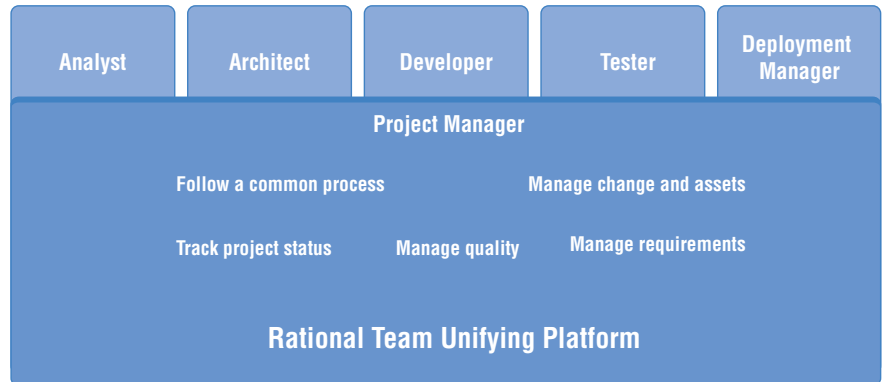 Analyst
Architect
Developer
Tester
Deployment
Manager
Project Manager
Follow a common process
Manage change and assets
Track project status
Manage quality
Manage requirements
Rational Team Unifying Platform